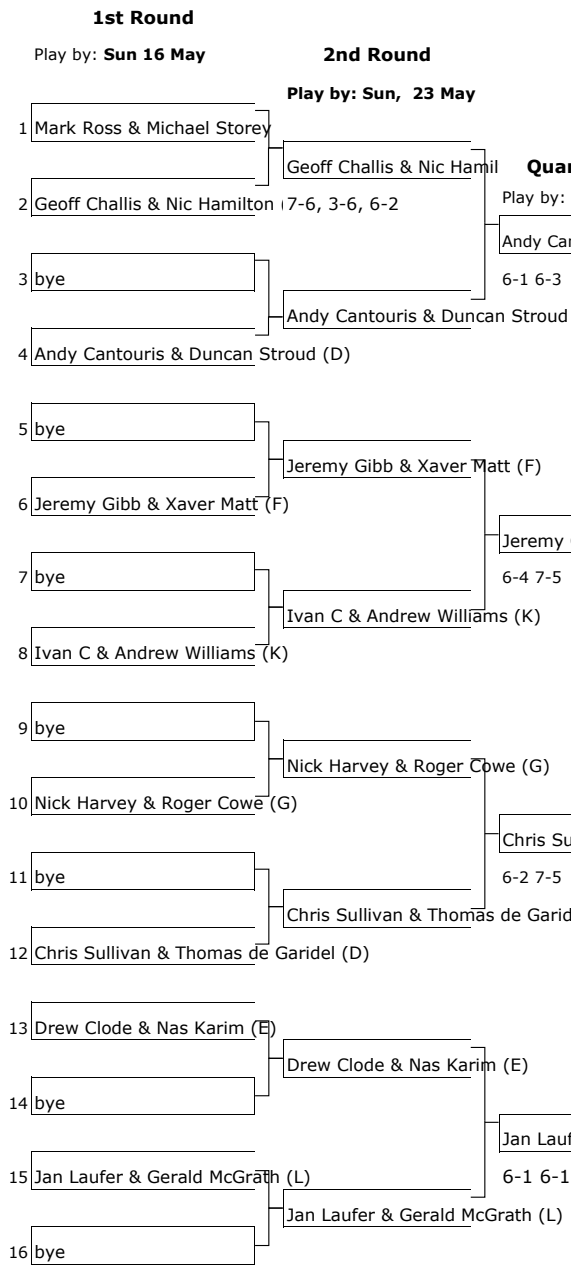 1st Round
Play by: Sun 16 May
2nd Round
Play by: Sun, 23 May
1 Mark Ross & Michael Storey
Geoff Challis & Nic Hamil
Quar
Play by:
2 Geoff Challis & Nic Hamilton (
7-6, 3-6, 6-2
Andy Can
3 bye
6-1 6-3
Andy Cantouris & Duncan Stroud
4 Andy Cantouris & Duncan Stroud (D)
5 bye
Jeremy Gibb & Xaver Matt (F)
6 Jeremy Gibb & Xaver Matt (F)
Jeremy
7 bye
6-4 7-5
Ivan C & Andrew Williams (K)
8 Ivan C & Andrew Williams (K)
9 bye
Nick Harvey & Roger Cowe (G)
10 Nick Harvey & Roger Cowe (G)
Chris Su
11 bye
6-2 7-5
Chris Sullivan & Thomas de Garid
12 Chris Sullivan & Thomas de Garidel (D)
13 Drew Clode & Nas Karim (E)
Drew Clode & Nas Karim (E)
14 bye
Jan Lauf
15 Jan Laufer & Gerald McGrath (L)
6-1 6-1
Jan Laufer & Gerald McGrath (L)
16 bye